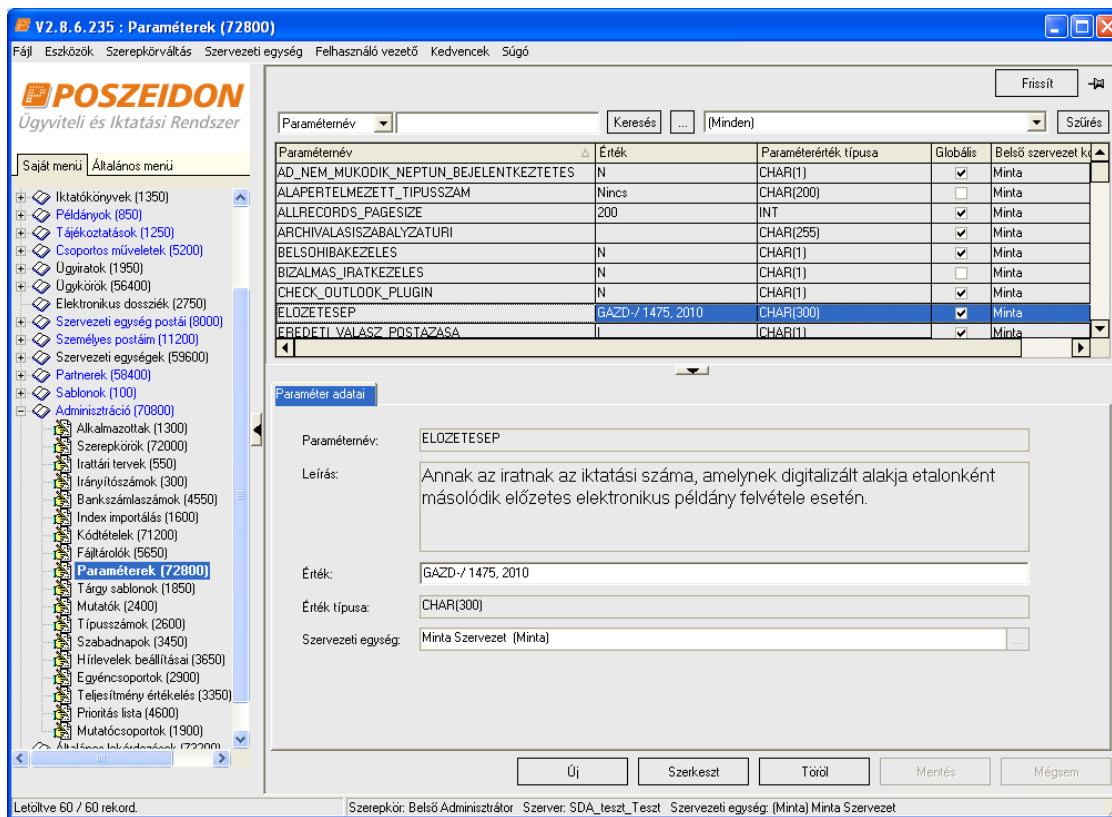 V2.8.6.235 : Paraméterek (72800)
Fájl Eszközök Szerepkörváltás Szervezeti egység Felhasználó vezető Kedvencek Súgó
POSZEIDON
Ügyviteli és Iktatási Rendszer
Saját menü Általános menü
Iktatókönyvek (1350)
Példányok (850)
Tájékoztatások (1250)
Csoportos műveletek (5200)
Ügyiratok (1950)
Ügykörök (56400)
Elektronikus dossziék (2750)
Szervezeti egység postái (8000)
Személyes postáim (11200)
Szervezeti egységek (59600)
Partnerek (58400)
Sablonok (100)
Adminisztráció (70800)
Alkalmazottak (1300)
Szerepkörök (72000)
Irattári tervek (550)
Irányítószámok (300)
Bankszámlaszámok (4550)
Index importálás (1600)
Kódtételek (71200)
Fájltárolók (5650)
Paraméterek (72800)
Tárgy sablonok (1850)
Mutatók (2400)
Típusszámok (2600)
Szabadnapok (3450)
Hírlevelek beállításai (3650)
Egyéncsoportok (2900)
Teljesítmény értékelés (3350)
Prioritás lista (4600)
Mutatócsoportok (1900)
Általános lekérdezések (73200)
Frissít
Paraméternév Keresés ... (Minden) Szűrés
Paraméternév Érték Paraméterérték típusa Globális Belső szervezet
AD_NEM_MUKODIK_NEPTUN_BEJELENTKEZTETES N CHAR(1) Minta
ALAPERTELMEZETT_TIPUSSZAM Nincs CHAR(200) Minta
ALLRECORDS_PAGESIZE 200 INT Minta
ARCHIVALASISZABALYZATURI CHAR(255) Minta
BELSOHIBAKEZELES N CHAR(1) Minta
BIZALMAS_IRATKEZELES N CHAR(1) Minta
CHECK_OUTLOOK_PLUGIN N CHAR(1) Minta
ELOZETESEP GAZD-/ 1475, 2010 CHAR(300) Minta
EREDETI_VALASZ_POSTAZASA I CHAR(1) Minta
Paraméter adatai
Paraméternév: ELOZETESEP
Leírás: Annak az iratnak az iktatási száma, amelynek digitalizált alakja etalonként
másolódik előzetes elektronikus példány felvétele esetén.
Érték: GAZD-/ 1475, 2010
Érték típusa: CHAR(300)
Szervezeti egység: Minta Szervezet (Minta) ...
Új Szerkeszt Töröl Mentés Mégsem
Letöltve 60 / 60 rekord. Szerepkör: Belső Adminisztrátor Szerver: SDA_teszt_Teszt Szervezeti egység: (Minta) Minta Szervezet